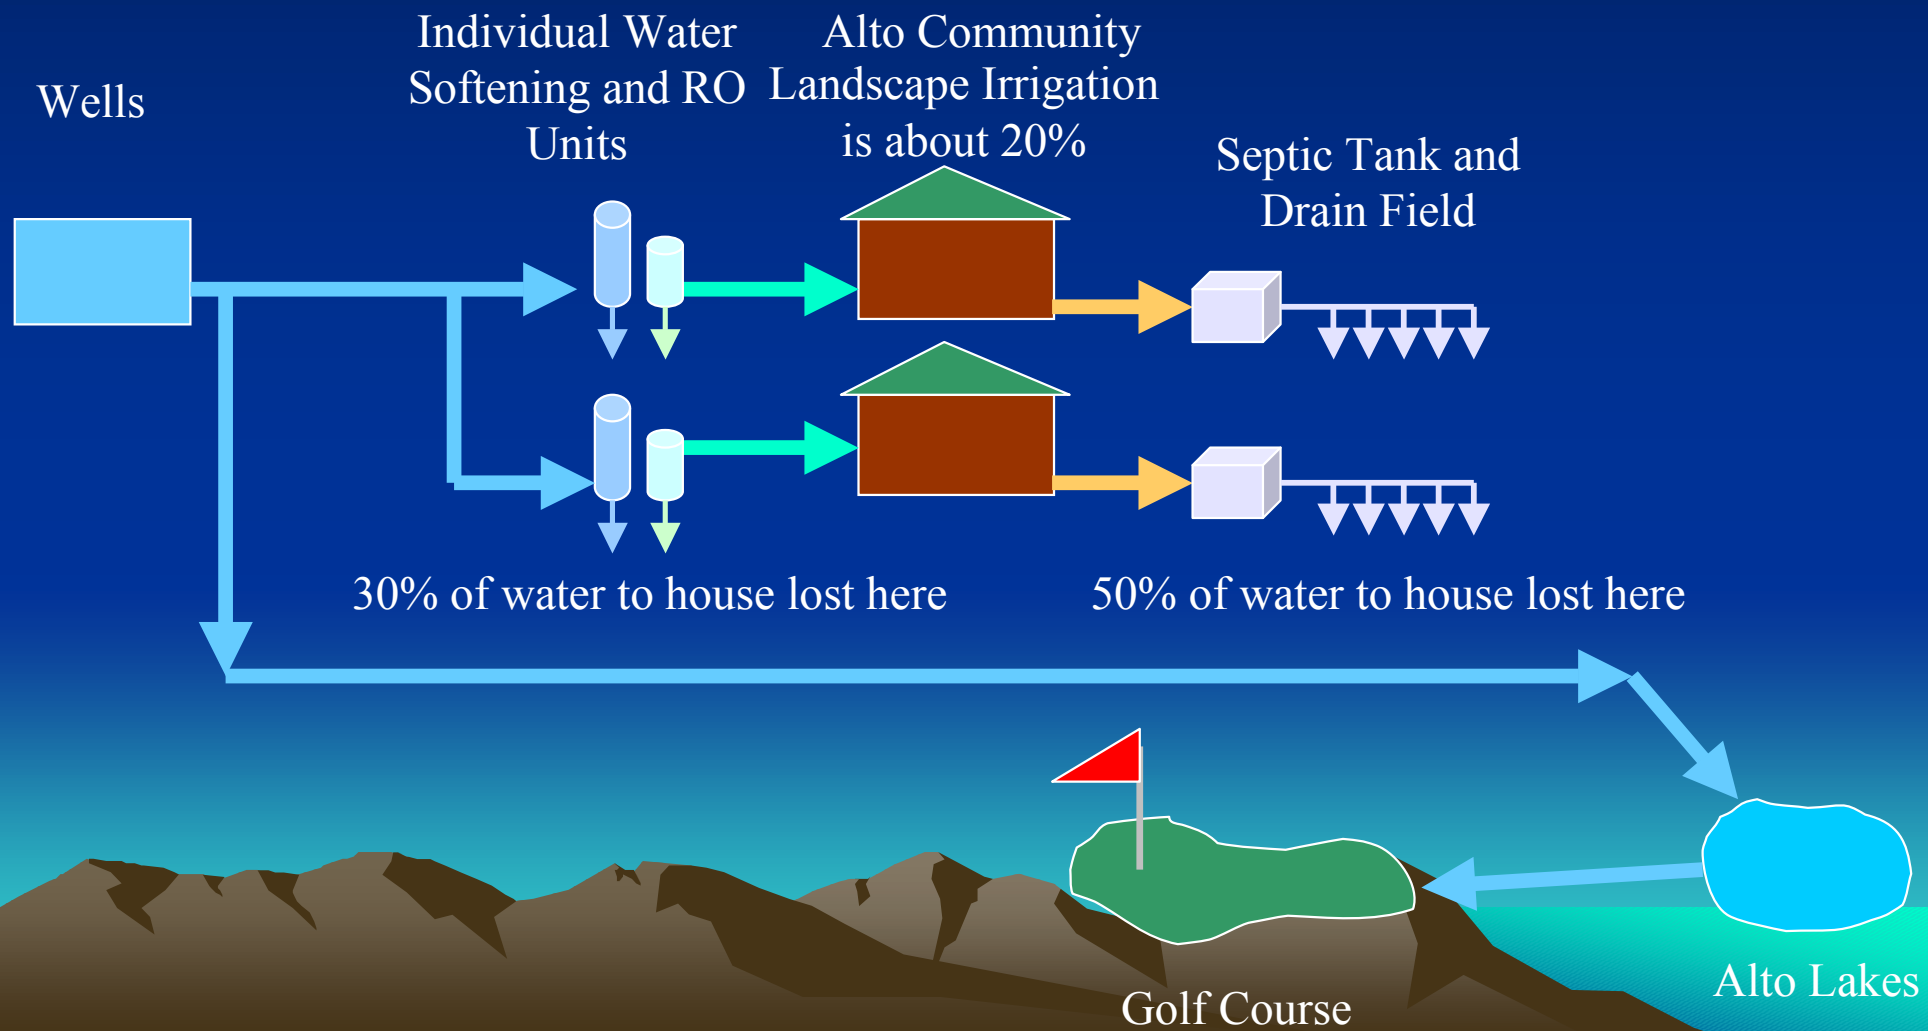 Wells
Individual Water
Softening and RO
Units
Alto Community
Landscape Irrigation
is about 20%
Septic Tank and
Drain Field
30% of water to house lost here
50% of water to house lost here
Golf Course
Alto Lakes